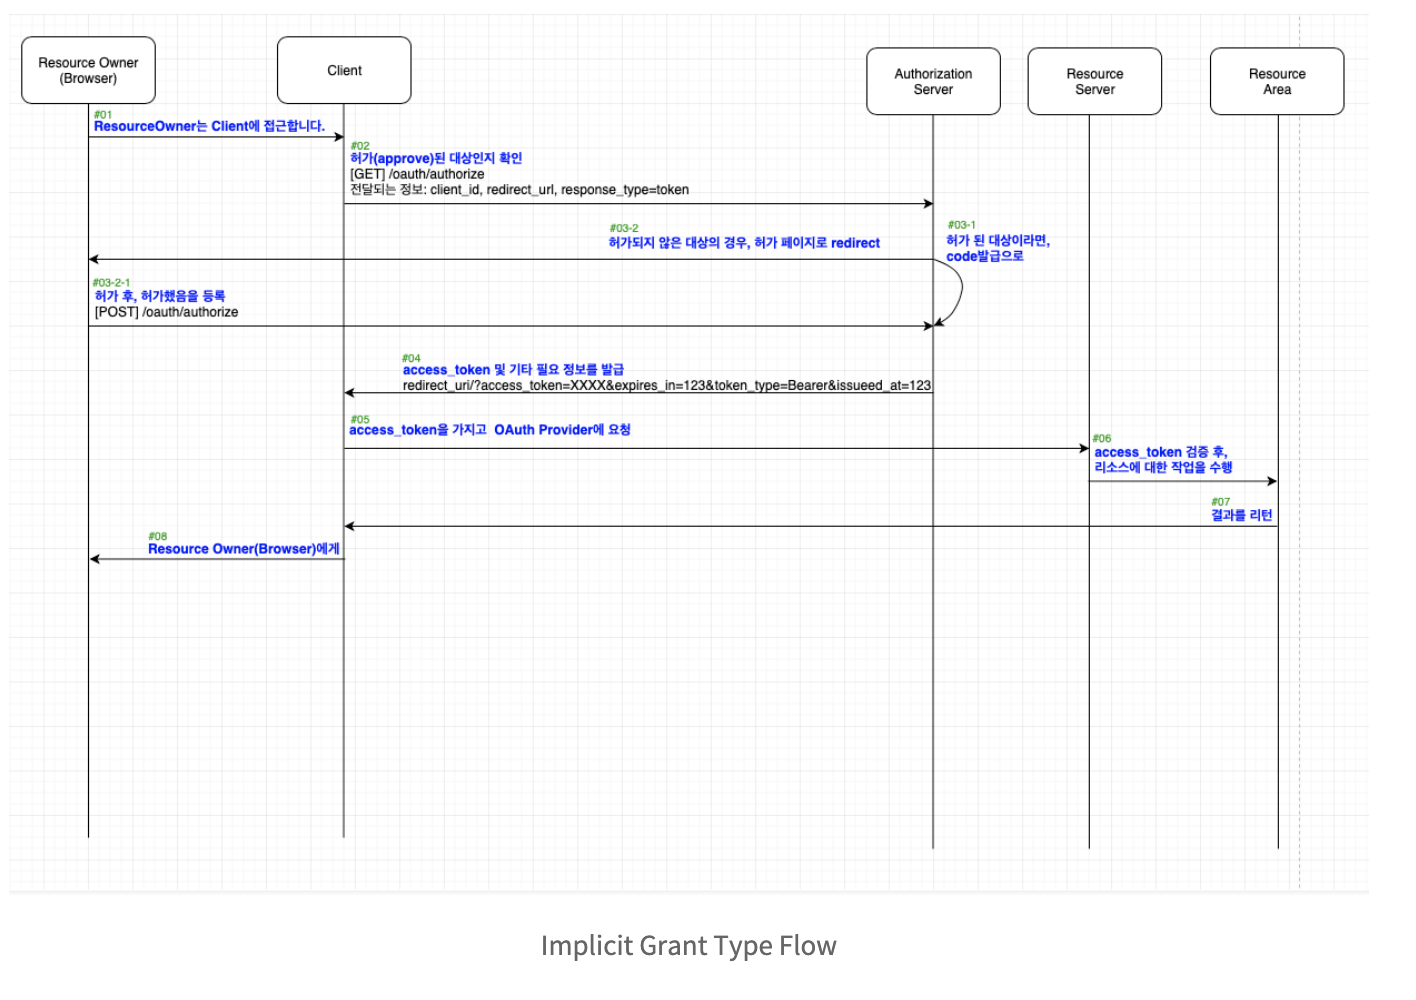 Resource Owner
(Browser)
Client
Authorization
Server
Resource
Server
Resource
Area
#01
ResourceOwner는 Client에 접근합니다.
#02
허가(approve)된 대상인지 확인
[GET] /oauth/authorize
전달되는 정보: client_id, redirect_url, response_type=token
#03-2
허가되지 않은 대상의 경우, 허가 페이지로 redirect
#03-1
허가 된 대상이라면,
code발급으로
#03-2-1
허가 후, 허가했음을 등록
[POST] /oauth/authorize
#04
access_token 및 기타 필요 정보를 발급
redirect_uri/?access_token=XXXX&expires_in=123&token_type=Bearer&issueed_at=123
#05
access_token을 가지고  OAuth Provider에 요청
#06
access_token 검증 후,
리소스에 대한 작업을 수행
#07
결과를 리턴
#08
Resource Owner(Browser)에게
Implicit Grant Type Flow